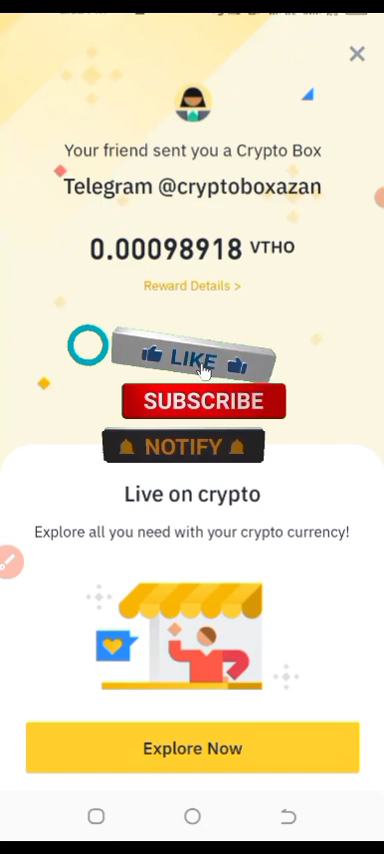 Your friend sent you a Crypto Box
Telegram @cryptoboxazan
0.00098918 VTHO
Reward Details >
LIKE
SUBSCRIBE
NOTIFY
Live on crypto
Explore all you need with your crypto currency!
Explore Now